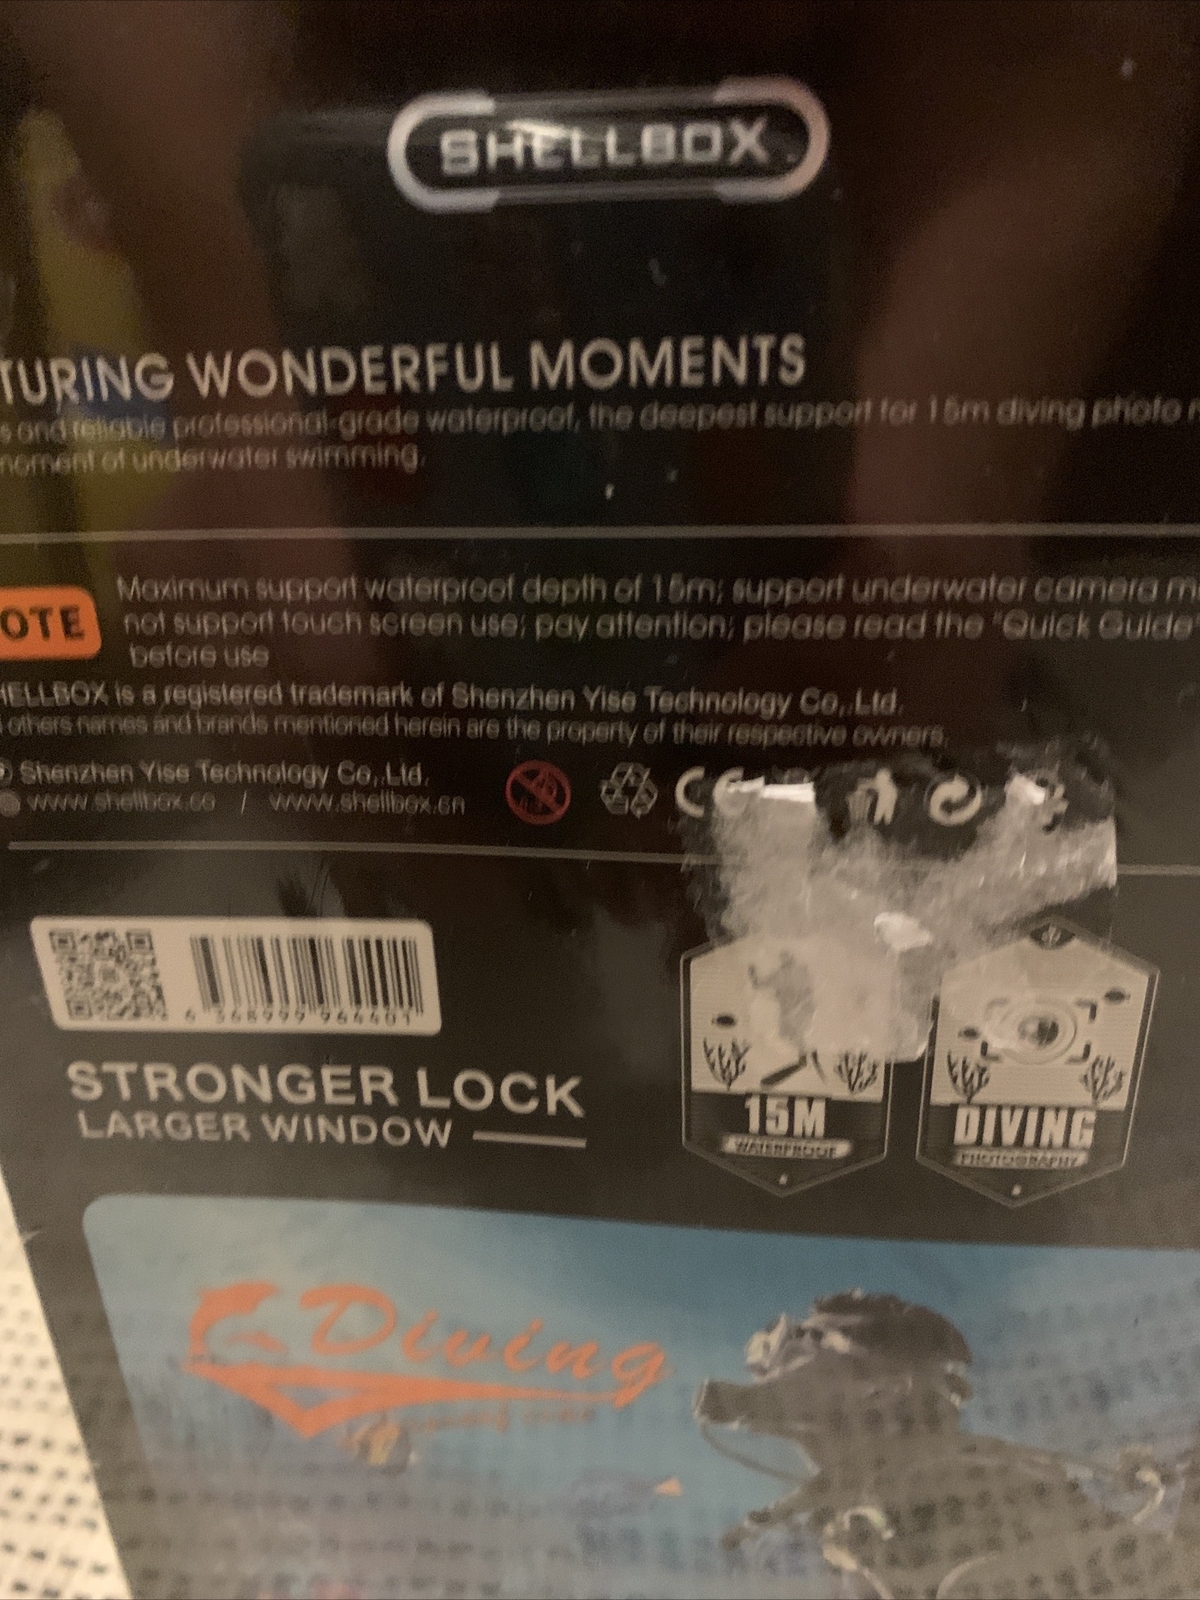 SHELLBOX
TURING WONDERFUL MOMENTS
s and reliable professional-grade waterproof, the deepest support for 15m diving photo
moment of underwater swimming.
OTE
Maximum support waterproof depth of 15m; support underwater camera m
not support touch screen use; pay attention; please read the "Quick Guide"
before use
HELLBOX is a registered trademark of Shenzhen Yise Technology Co,.Ltd.
others names and brands mentioned herein are the property of their respective owners.
Shenzhen Yise Technology Co,.Ltd.
www.shellbox.cc / www.shellbox.cn
CE
STRONGER LOCK
LARGER WINDOW
15M
WATERPROOF
DIVING
PHOTOGRAPHY
Diving